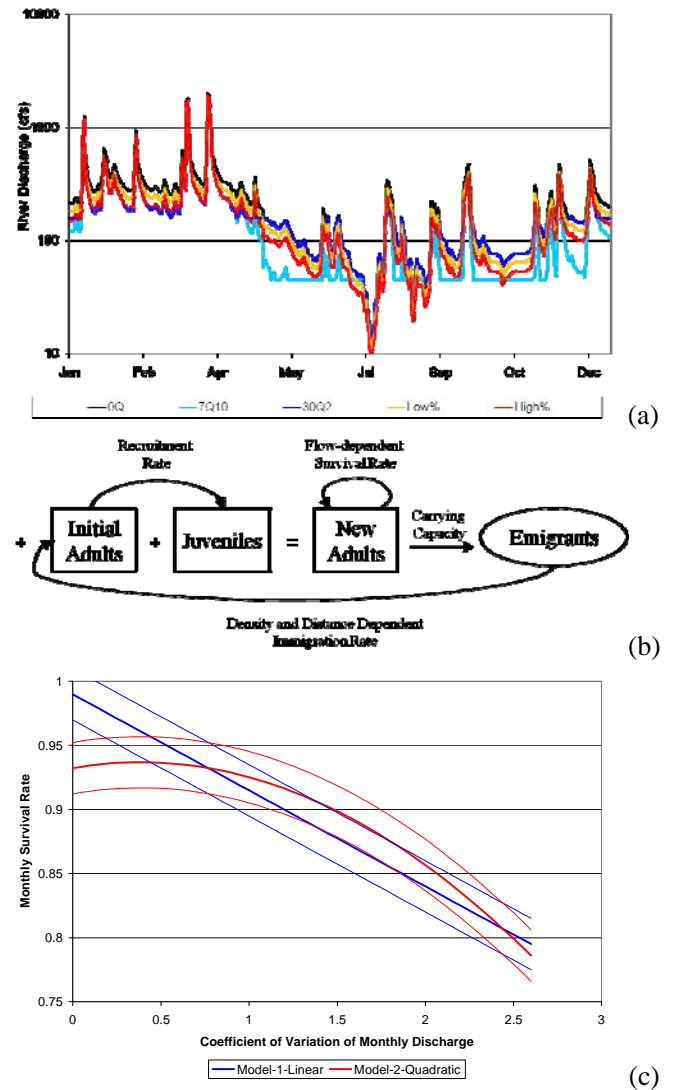 10000
1000
100
10
River Discharge (cfs)
Jan Feb Apr May Jul Sep Oct Dec
0Q 7Q10 30Q2 Low% High%
(a)
Recruitment
Rate
Flow-dependent
Survival Rate
+ Initial Adults + Juveniles = New Adults
Carrying
Capacity
Emigrants
Density and Distance Dependent
Immigration Rate
(b)
1
0.95
0.9
0.85
0.8
0.75
Monthly Survival Rate
0 0.5 1 1.5 2 2.5 3
Coefficient of Variation of Monthly Discharge
Model-1-Linear Model-2-Quadratic
(c)